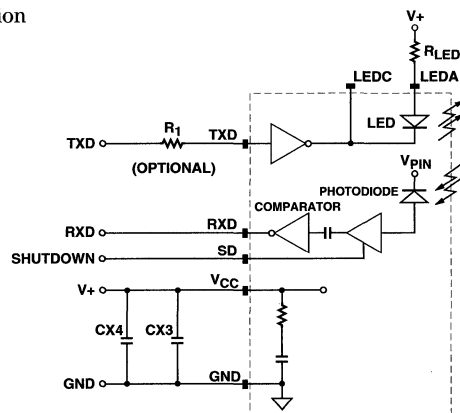 ion
V+
RLED
LEDC
LEDA
R1
TXD
TXD
LED
(OPTIONAL)
VPIN
PHOTODIODE
COMPARATOR
RXD
RXD
SHUTDOWN
SD
V+
VCC
CX4
CX3
GND
GND